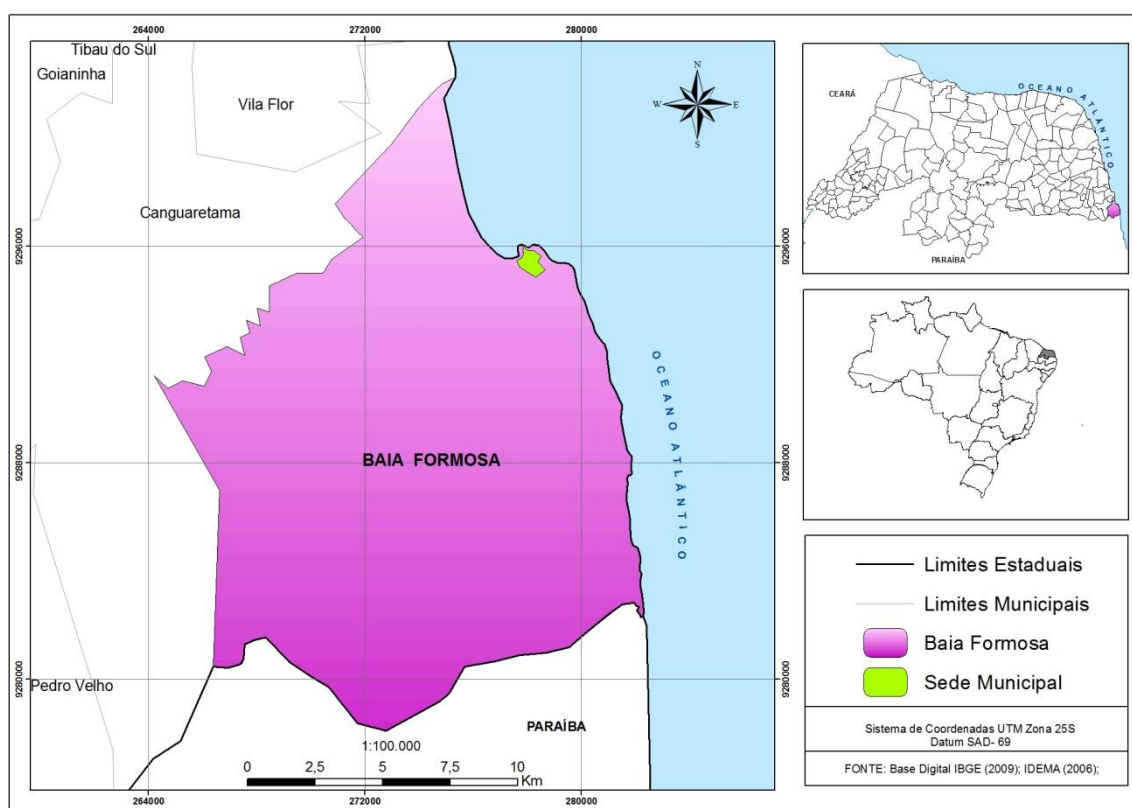 264000
272000
280000
Tibau do Sul
Goianinha
Vila Flor
N
W
E
S
Canguaretama
9296000
9296000
OCEANO ATLÂNTICO
BAIA FORMOSA
9288000
9288000
9280000
9280000
Pedro Velho
PARAÍBA
1:100.000
0
2,5
5
7,5
10
Km
264000
272000
280000
CEARÁ
OCEANO ATLÂNTICO
PARAÍBA
Limites Estaduais
Limites Municipais
Baia Formosa
Sede Municipal
Sistema de Coordenadas UTM Zona 25S
Datum SAD- 69
FONTE: Base Digital IBGE (2009); IDEMA (2006);